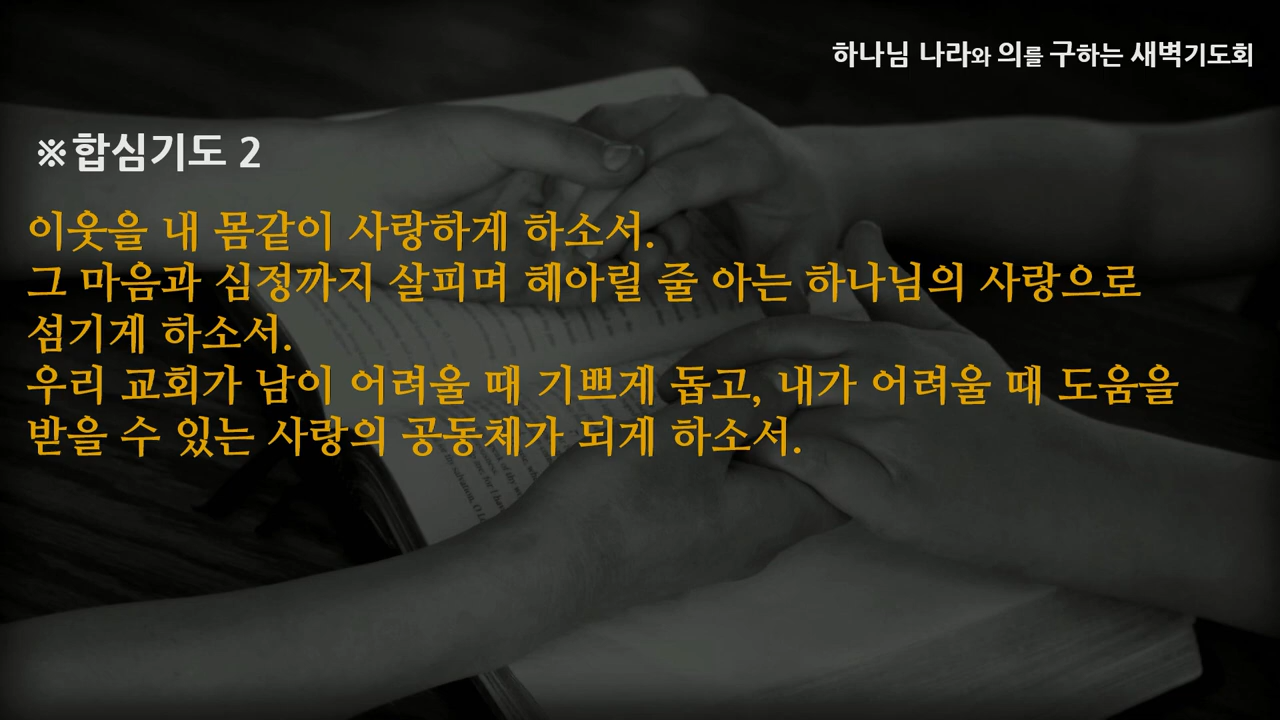 하나님 나라와 의를 구하는 새벽기도회
※합심기도 2
이웃을 내 몸같이 사랑하게 하소서.
그 마음과 심정까지 살피며 헤아릴 줄 아는 하나님의 사랑으로
섬기게 하소서.
우리 교회가 남이 어려울 때 기쁘게 돕고, 내가 어려울 때 도움을
받을 수 있는 사랑의 공동체가 되게 하소서.